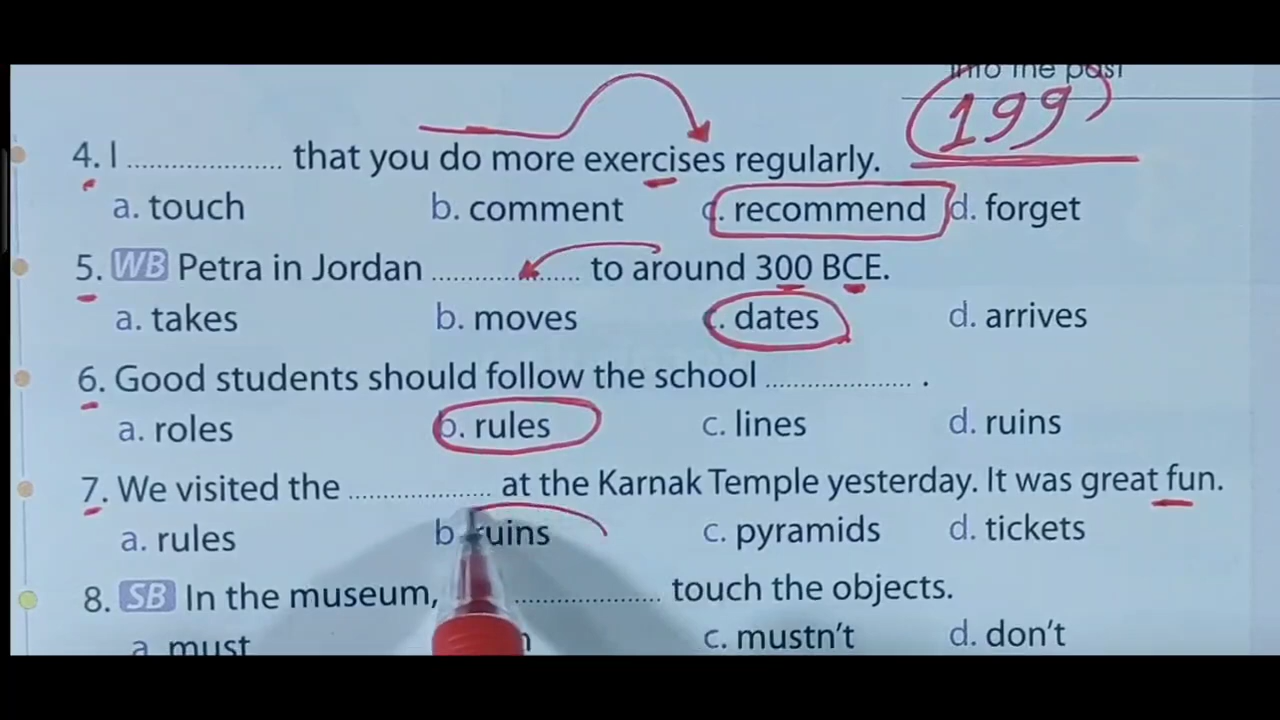 into the past
199
4. I .................... that you do more exercises regularly.
a. touch b. comment c. recommend d. forget
5. WB Petra in Jordan .................... to around 300 BCE.
a. takes b. moves c. dates d. arrives
6. Good students should follow the school .................... .
a. roles b. rules c. lines d. ruins
7. We visited the .................... at the Karnak Temple yesterday. It was great fun.
a. rules b. ruins c. pyramids d. tickets
8. SB In the museum, .................... touch the objects.
a. must c. mustn't d. don't